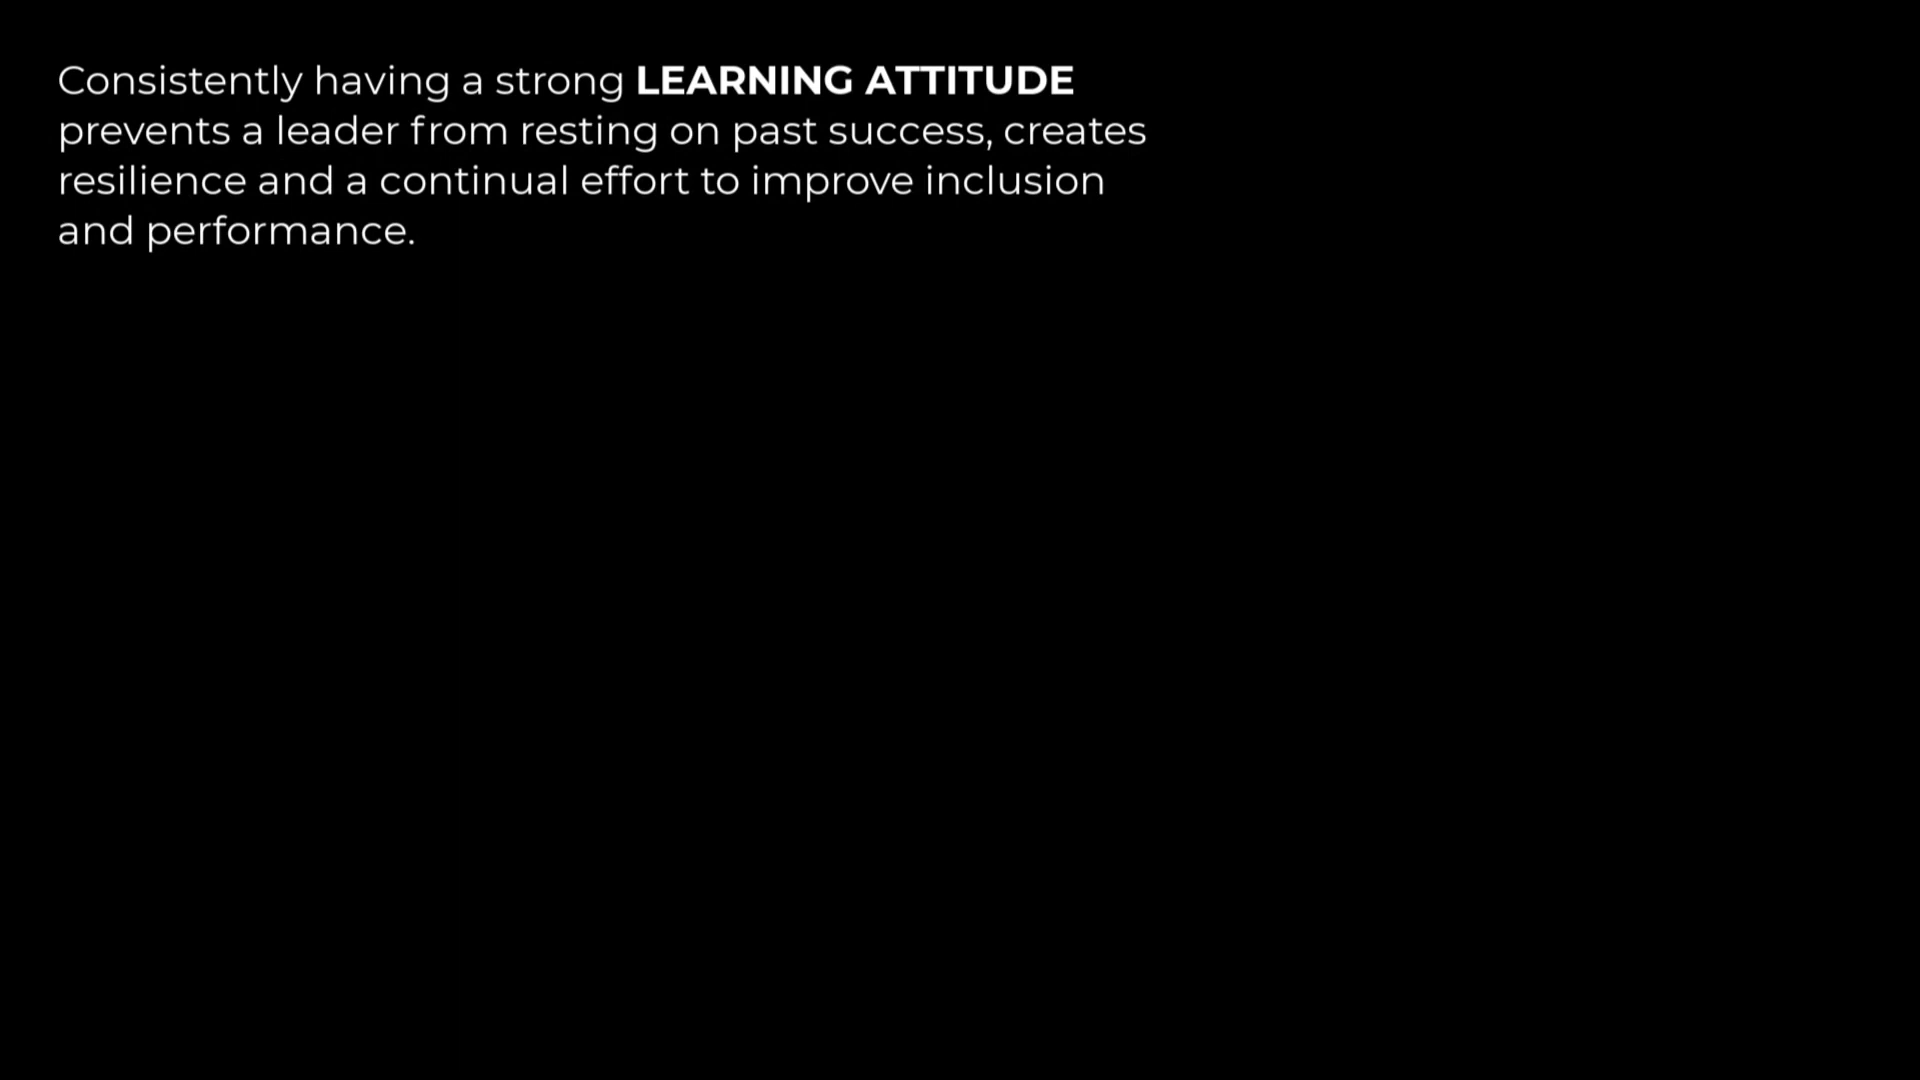 Consistently having a strong LEARNING ATTITUDE
prevents a leader from resting on past success, creates
resilience and a continual effort to improve inclusion
and performance.